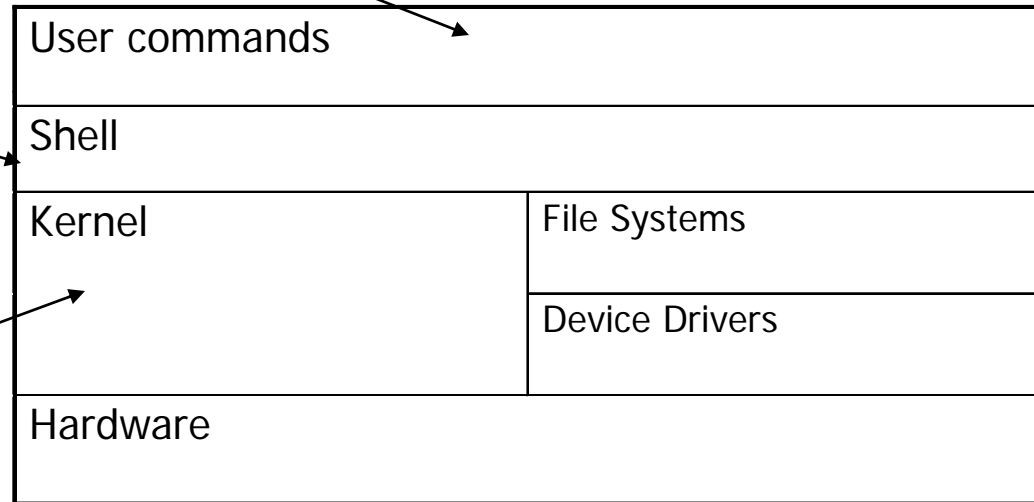 User commands
Shell
Kernel
File Systems
Device Drivers
Hardware